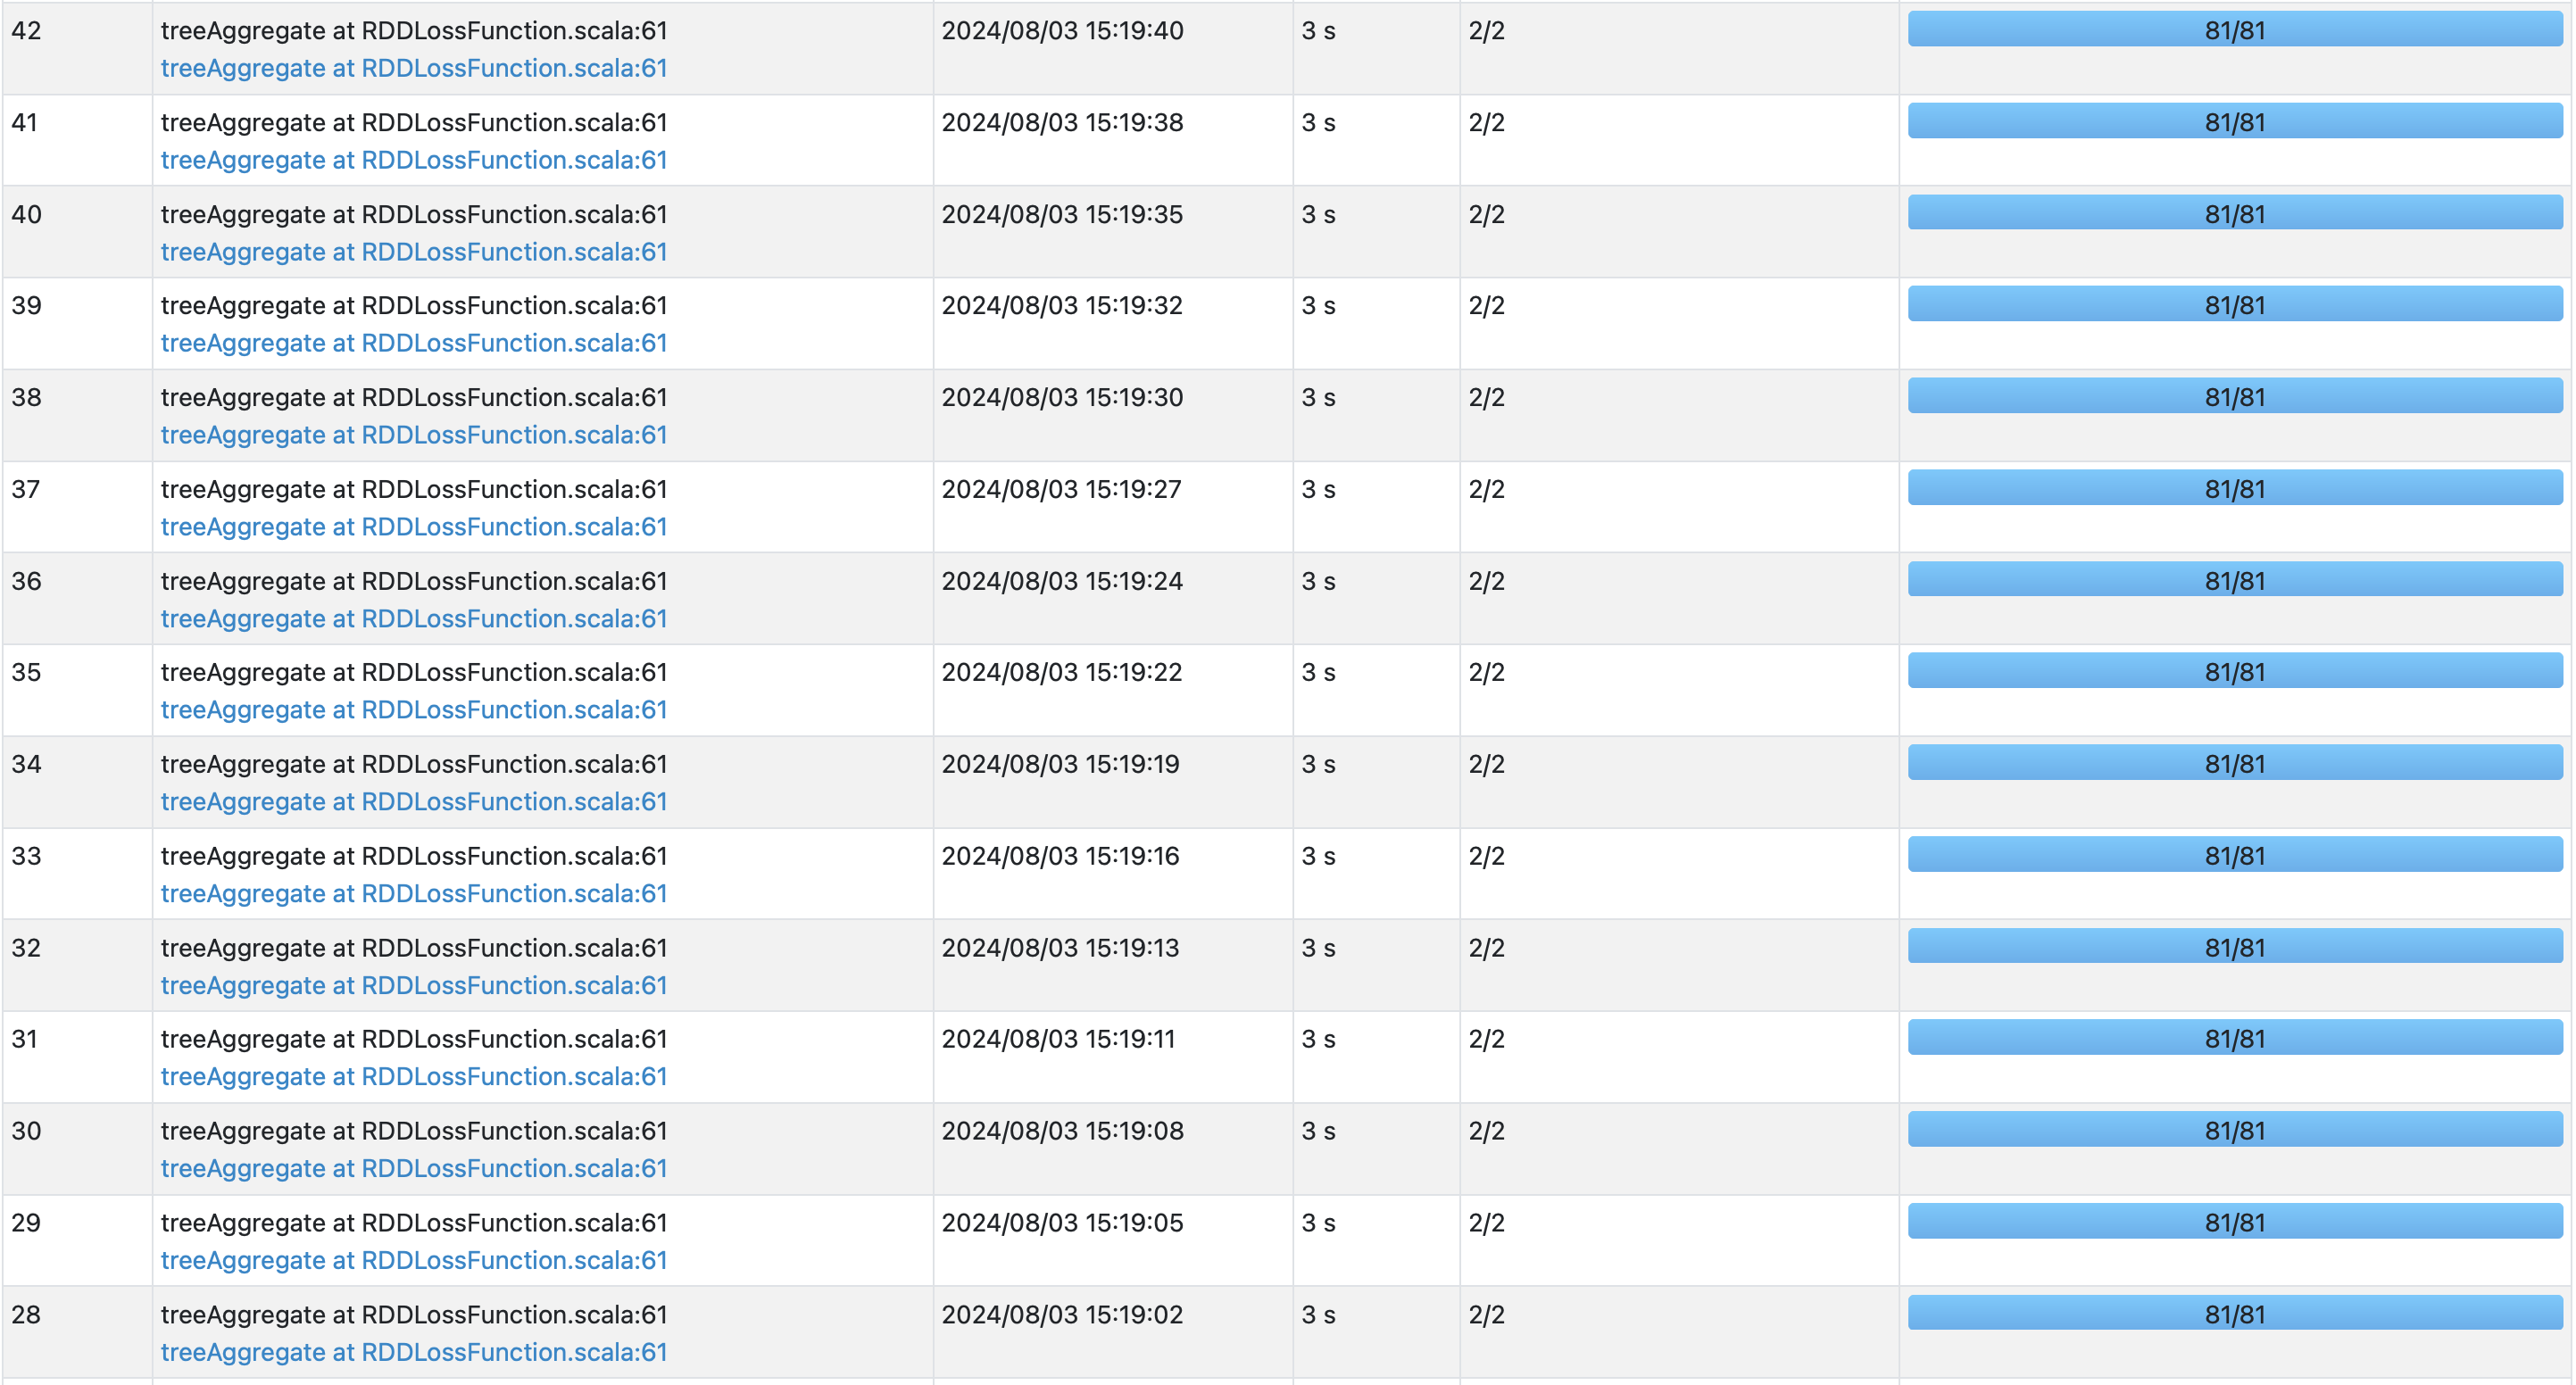 42 treeAggregate at RDDLossFunction.scala:61 2024/08/03 15:19:40 3 s 2/2 81/81
treeAggregate at RDDLossFunction.scala:61
41 treeAggregate at RDDLossFunction.scala:61 2024/08/03 15:19:38 3 s 2/2 81/81
treeAggregate at RDDLossFunction.scala:61
40 treeAggregate at RDDLossFunction.scala:61 2024/08/03 15:19:35 3 s 2/2 81/81
treeAggregate at RDDLossFunction.scala:61
39 treeAggregate at RDDLossFunction.scala:61 2024/08/03 15:19:32 3 s 2/2 81/81
treeAggregate at RDDLossFunction.scala:61
38 treeAggregate at RDDLossFunction.scala:61 2024/08/03 15:19:30 3 s 2/2 81/81
treeAggregate at RDDLossFunction.scala:61
37 treeAggregate at RDDLossFunction.scala:61 2024/08/03 15:19:27 3 s 2/2 81/81
treeAggregate at RDDLossFunction.scala:61
36 treeAggregate at RDDLossFunction.scala:61 2024/08/03 15:19:24 3 s 2/2 81/81
treeAggregate at RDDLossFunction.scala:61
35 treeAggregate at RDDLossFunction.scala:61 2024/08/03 15:19:22 3 s 2/2 81/81
treeAggregate at RDDLossFunction.scala:61
34 treeAggregate at RDDLossFunction.scala:61 2024/08/03 15:19:19 3 s 2/2 81/81
treeAggregate at RDDLossFunction.scala:61
33 treeAggregate at RDDLossFunction.scala:61 2024/08/03 15:19:16 3 s 2/2 81/81
treeAggregate at RDDLossFunction.scala:61
32 treeAggregate at RDDLossFunction.scala:61 2024/08/03 15:19:13 3 s 2/2 81/81
treeAggregate at RDDLossFunction.scala:61
31 treeAggregate at RDDLossFunction.scala:61 2024/08/03 15:19:11 3 s 2/2 81/81
treeAggregate at RDDLossFunction.scala:61
30 treeAggregate at RDDLossFunction.scala:61 2024/08/03 15:19:08 3 s 2/2 81/81
treeAggregate at RDDLossFunction.scala:61
29 treeAggregate at RDDLossFunction.scala:61 2024/08/03 15:19:05 3 s 2/2 81/81
treeAggregate at RDDLossFunction.scala:61
28 treeAggregate at RDDLossFunction.scala:61 2024/08/03 15:19:02 3 s 2/2 81/81
treeAggregate at RDDLossFunction.scala:61